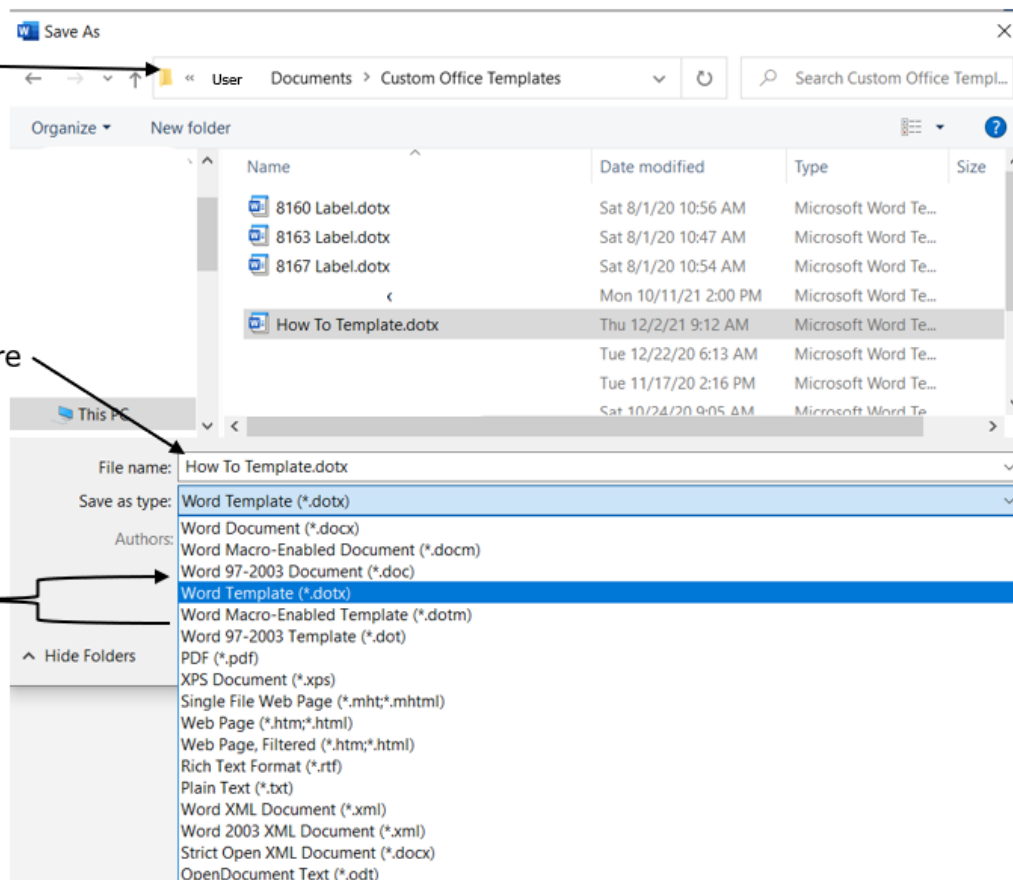 Save As
« User Documents > Custom Office Templates Search Custom Office Templ...
Organize New folder
Name Date modified Type Size
8160 Label.dotx Sat 8/1/20 10:56 AM Microsoft Word Te...
8163 Label.dotx Sat 8/1/20 10:47 AM Microsoft Word Te...
8167 Label.dotx Sat 8/1/20 10:54 AM Microsoft Word Te...
Mon 10/11/21 2:00 PM Microsoft Word Te...
How To Template.dotx Thu 12/2/21 9:12 AM Microsoft Word Te...
re
Tue 12/22/20 6:13 AM Microsoft Word Te...
Tue 11/17/20 2:16 PM Microsoft Word Te...
This PC Sat 10/24/20 9:05 AM Microsoft Word Te
File name: How To Template.dotx
Save as type: Word Template (*.dotx)
Authors:
Word Document (*.docx)
Word Macro-Enabled Document (*.docm)
Word 97-2003 Document (*.doc)
Word Template (*.dotx)
Word Macro-Enabled Template (*.dotm)
Word 97-2003 Template (*.dot)
Hide Folders
PDF (*.pdf)
XPS Document (*.xps)
Single File Web Page (*.mht;*.mhtml)
Web Page (*.htm;*.html)
Web Page, Filtered (*.htm;*.html)
Rich Text Format (*.rtf)
Plain Text (*.txt)
Word XML Document (*.xml)
Word 2003 XML Document (*.xml)
Strict Open XML Document (*.docx)
OpenDocument Text (*.odt)